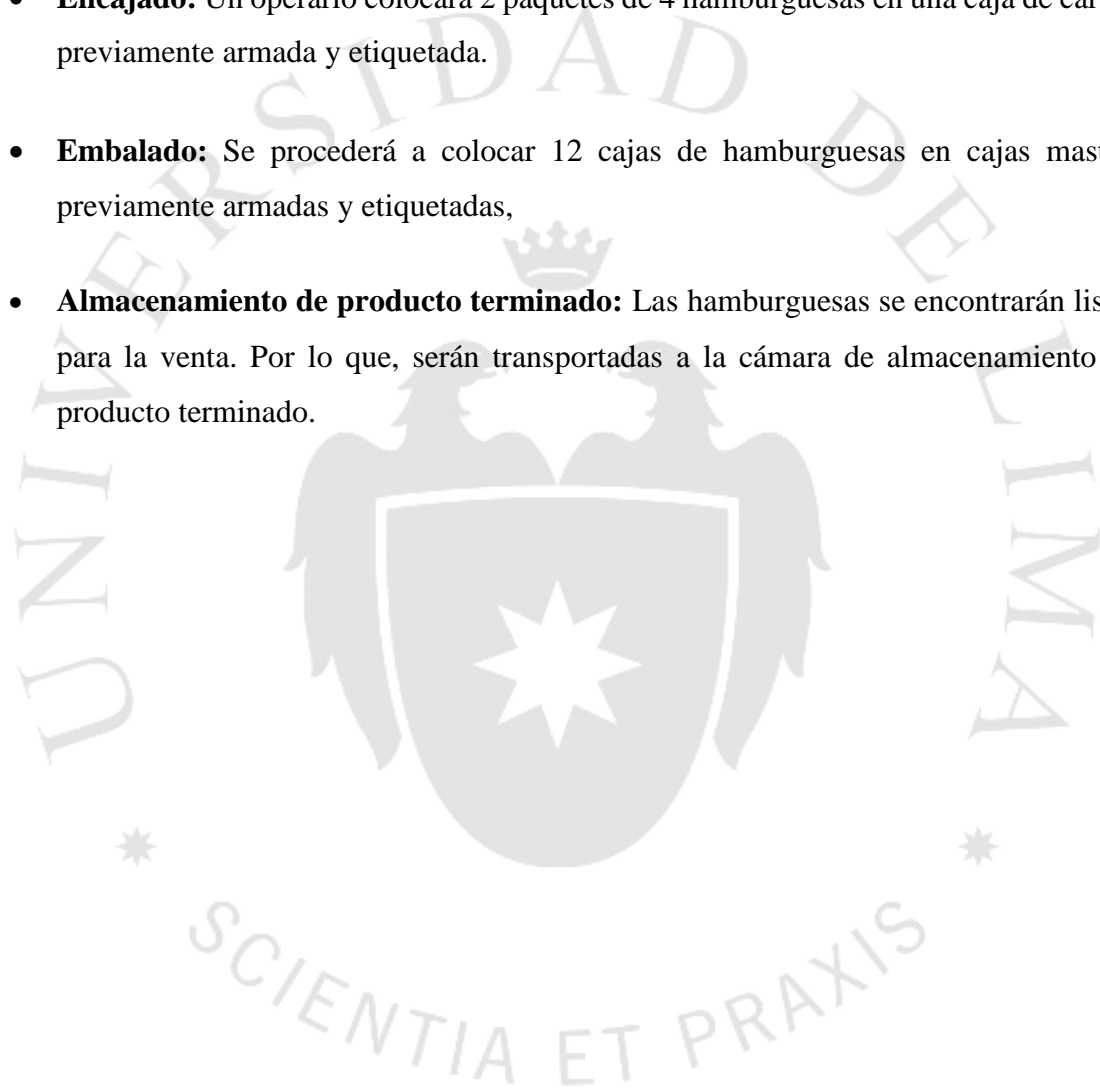 • Encajado: Un operario colocará 2 paquetes de 4 hamburguesas en una caja de car
previamente armada y etiquetada.
• Embalado: Se procederá a colocar 12 cajas de hamburguesas en cajas mast
previamente armadas y etiquetadas,
• Almacenamiento de producto terminado: Las hamburguesas se encontrarán lis
para la venta. Por lo que, serán transportadas a la cámara de almacenamiento
producto terminado.
UNIVERSIDAD DE LIMA
SCIENTIA ET PRAXIS